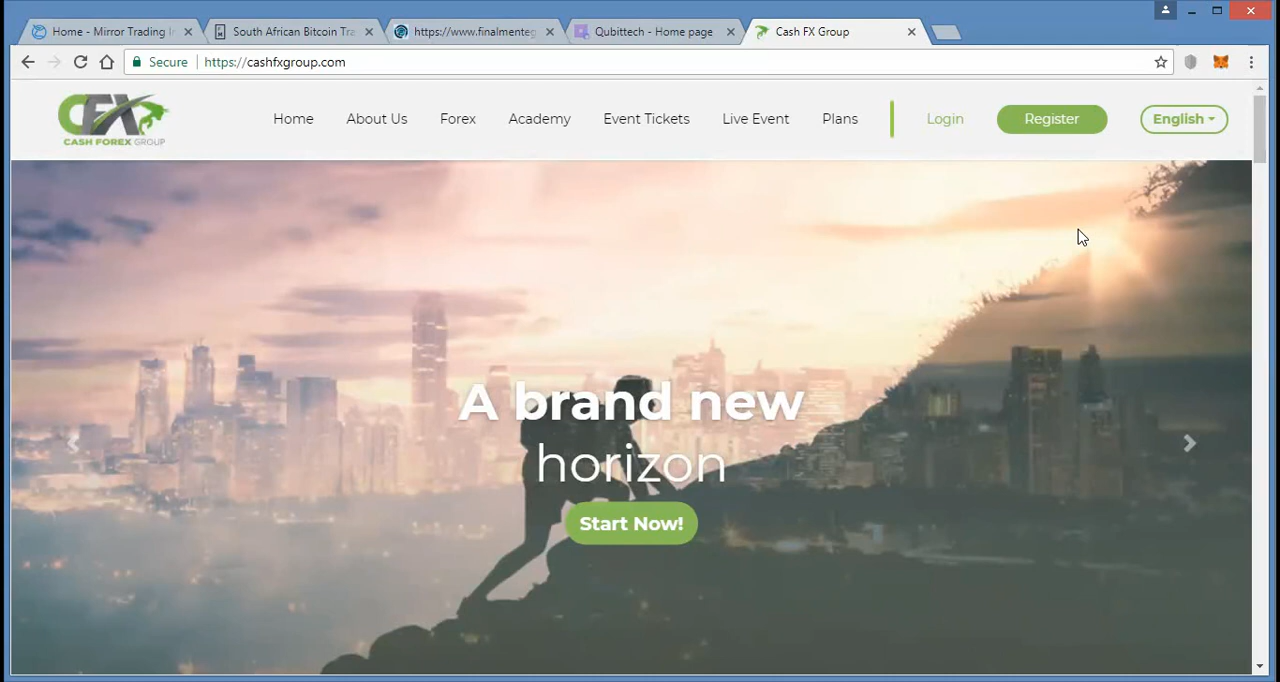 Home - Mirror Trading I
South African Bitcoin Tra
https://www.finalmenteg
Qubittech - Home page
Cash FX Group
Secure
https://cashfxgroup.com
CFX
CASH FOREX GROUP
Home
About Us
Forex
Academy
Event Tickets
Live Event
Plans
Login
Register
English
A brand new
horizon
Start Now!